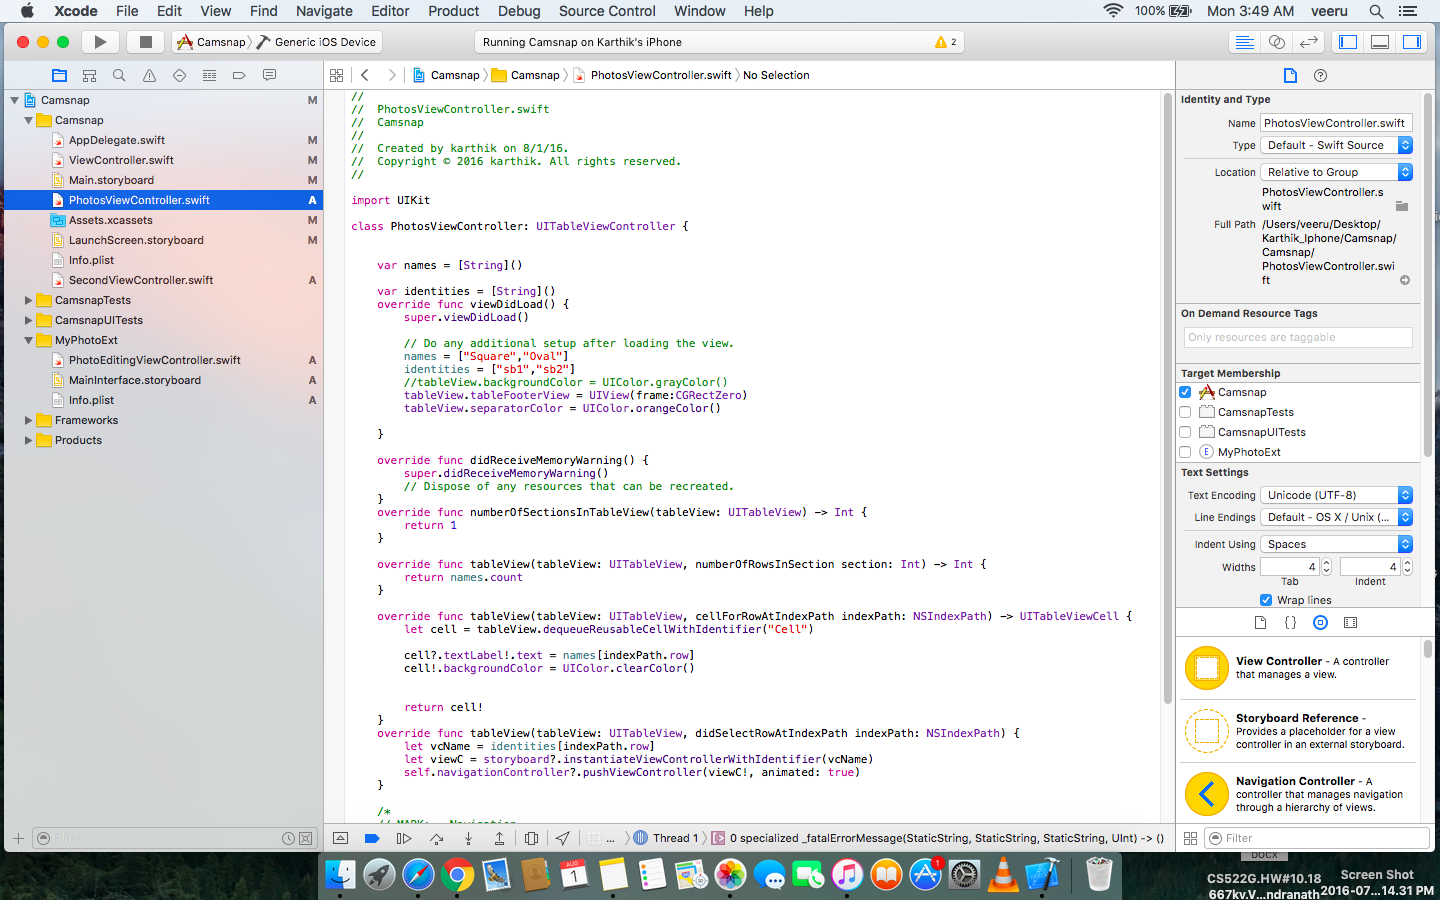 Xcode File Edit View Find Navigate Editor Product Debug Source Control Window Help 100% Mon 3:49 AM veeru
Camsnap Generic iOS Device Running Camsnap on Karthik's iPhone 2
Camsnap Camsnap PhotosViewController.swift No Selection
Camsnap M
Camsnap
AppDelegate.swift M
ViewController.swift M
Main.storyboard M
PhotosViewController.swift A
Assets.xcassets M
LaunchScreen.storyboard M
Info.plist
SecondViewController.swift A
CamsnapTests
CamsnapUITests
MyPhotoExt
PhotoEditingViewController.swift A
MainInterface.storyboard A
Info.plist A
Frameworks
Products
Filter
//
// PhotosViewController.swift
// Camsnap
//
// Created by karthik on 8/1/16.
// Copyright © 2016 karthik. All rights reserved.
//
import UIKit
class PhotosViewController: UITableViewController {
var names = [String]()
var identities = [String]()
override func viewDidLoad() {
super.viewDidLoad()
// Do any additional setup after loading the view.
names = ["Square","Oval"]
identities = ["sb1","sb2"]
//tableView.backgroundColor = UIColor.grayColor()
tableView.tableFooterView = UIView(frame:CGRectZero)
tableView.separatorColor = UIColor.orangeColor()
}
override func didReceiveMemoryWarning() {
super.didReceiveMemoryWarning()
// Dispose of any resources that can be recreated.
}
override func numberOfSectionsInTableView(tableView: UITableView) -> Int {
return 1
}
override func tableView(tableView: UITableView, numberOfRowsInSection section: Int) -> Int {
return names.count
}
override func tableView(tableView: UITableView, cellForRowAtIndexPath indexPath: NSIndexPath) -> UITableViewCell {
let cell = tableView.dequeueReusableCellWithIdentifier("Cell")
cell?.textLabel!.text = names[indexPath.row]
cell!.backgroundColor = UIColor.clearColor()
return cell!
}
override func tableView(tableView: UITableView, didSelectRowAtIndexPath indexPath: NSIndexPath) {
let vcName = identities[indexPath.row]
let viewC = storyboard?.instantiateViewControllerWithIdentifier(vcName)
self.navigationController?.pushViewController(viewC!, animated: true)
}
/*
// MARK: - Navigation
... Thread 1 0 specialized _fatalErrorMessage(StaticString, StaticString, StaticString, UInt) -> ()
Identity and Type
Name PhotosViewController.swift
Type Default - Swift Source
Location Relative to Group
PhotosViewController.s
wift
Full Path /Users/veeru/Desktop/
Karthik_Iphone/Camsnap/
Camsnap/
PhotosViewController.swi
ft
On Demand Resource Tags
Only resources are taggable
Target Membership
Camsnap
CamsnapTests
CamsnapUITests
E MyPhotoExt
Text Settings
Text Encoding Unicode (UTF-8)
Line Endings Default - OS X / Unix (...
Indent Using Spaces
Widths 4 4
Tab Indent
Wrap lines
View Controller - A controller
that manages a view.
Storyboard Reference -
Provides a placeholder for a
view controller in an external storyboard.
Navigation Controller - A
controller that manages navigation
through a hierarchy of views.
Filter
AUG
1
1
DOCX
CS522G.HW#10.18
667kv.V...ndranath
Screen Shot
2016-07...14.31 PM